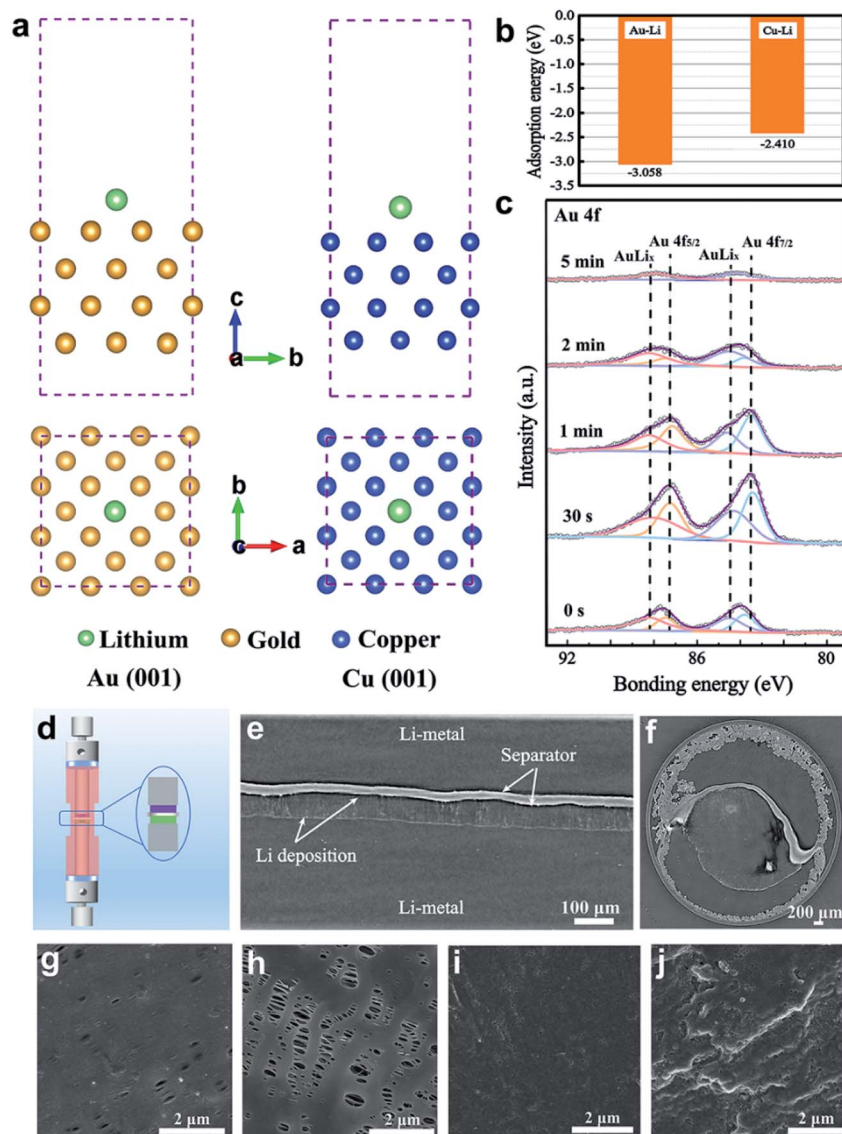 a
c
a
b
b
c
a
Lithium
Gold
Copper
Au (001)
Cu (001)
b
Adsorption energy (eV)
0.0
-0.5
-1.0
-1.5
-2.0
-2.5
-3.0
-3.5
Au-Li
Cu-Li
-3.058
-2.410
c
Au 4f
Intensity (a.u.)
AuLiₓ
Au 4f₅/₂
AuLiₓ
Au 4f₇/₂
5 min
2 min
1 min
30 s
0 s
92
86
80
Bonding energy (eV)
d
e
Li-metal
Separator
Li deposition
Li-metal
100 µm
f
200 µm
g
2 µm
h
2 µm
i
2 µm
j
2 µm